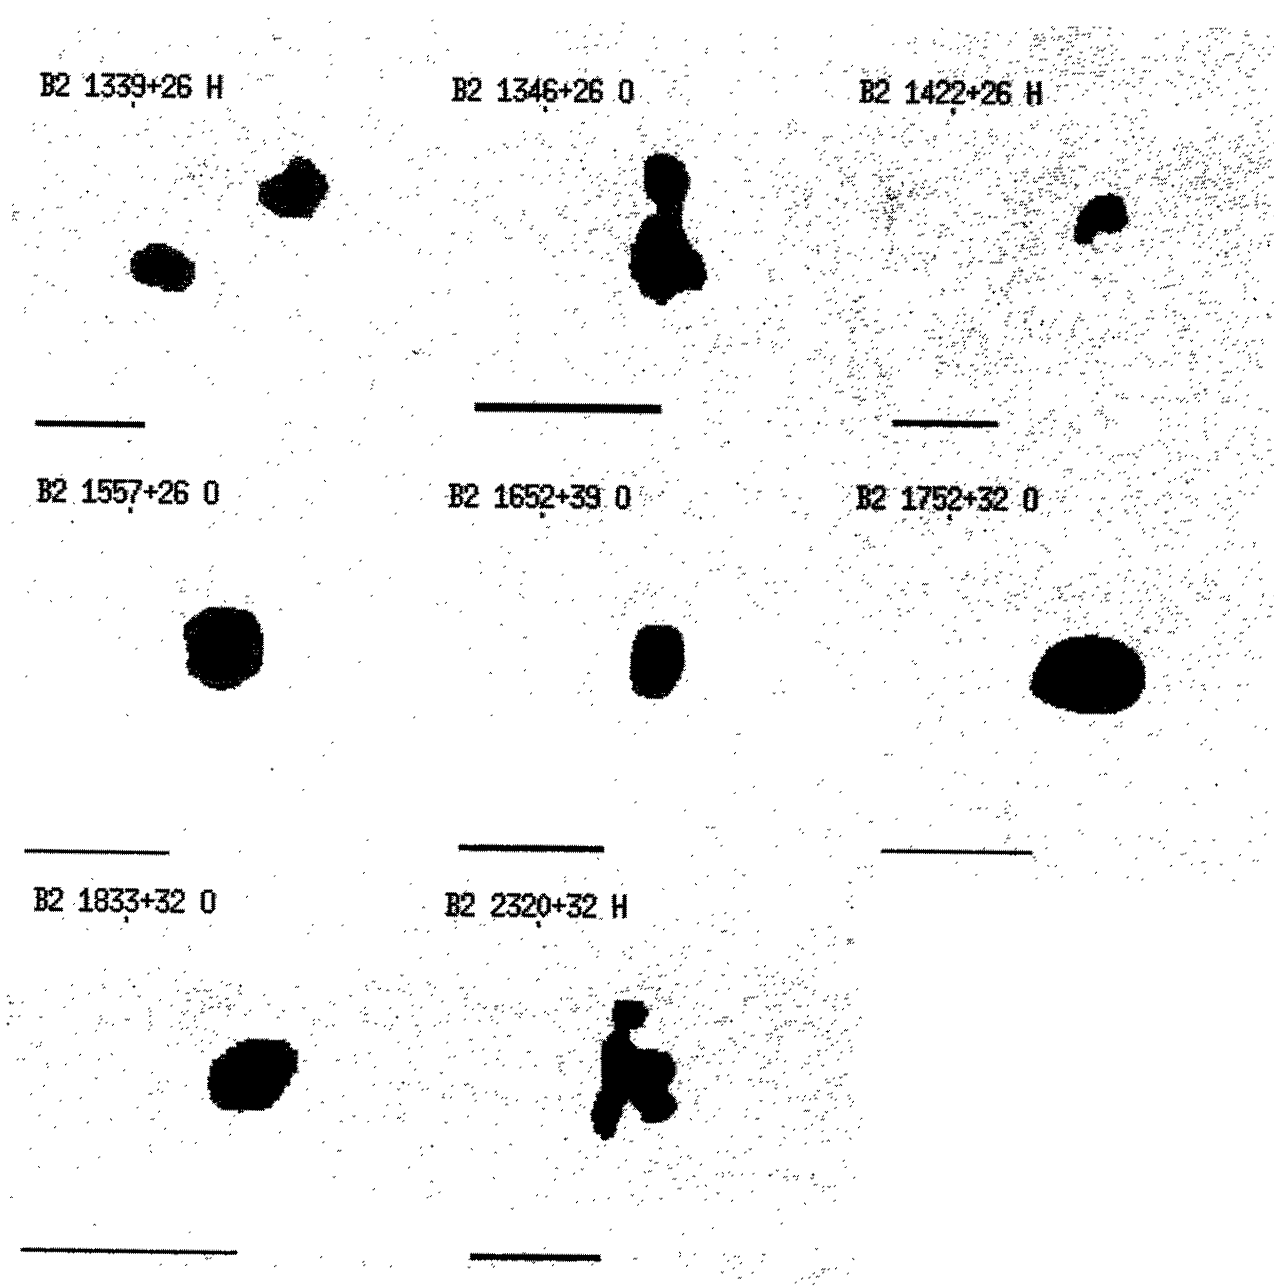 B2 1339+26 H
B2 1346+26 O
B2 1422+26 H
B2 1557+26 O
B2 1652+39 O
B2 1752+32 O
B2 1833+32 O
B2 2320+32 H